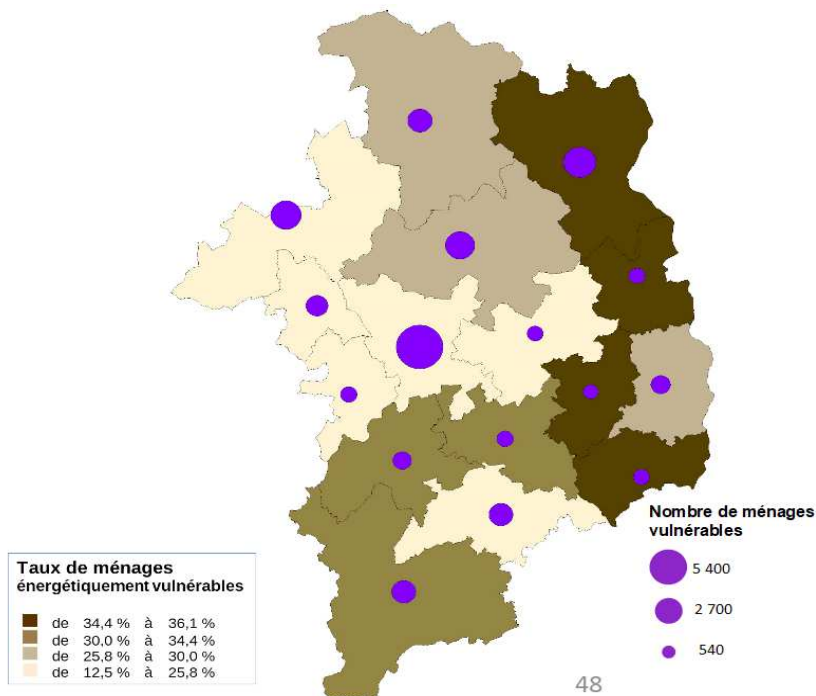 Nombre de ménages
vulnérables
5 400
2 700
540
Taux de ménages
énergétiquement vulnérables
de 34,4 % à 36,1 %
de 30,0 % à 34,4 %
de 25,8 % à 30,0 %
de 12,5 % à 25,8 %
48